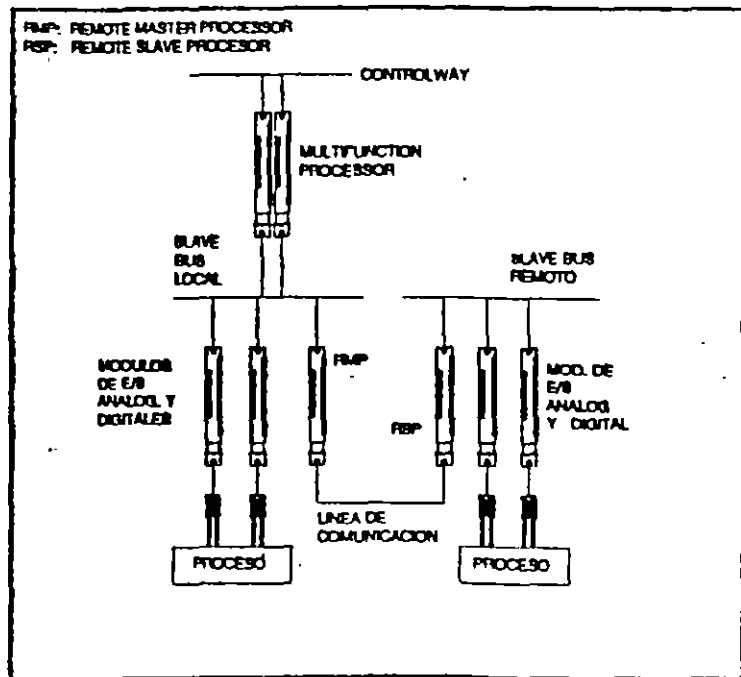 RMP: REMOTE MASTER PROCESSOR
RSP: REMOTE SLAVE PROCESOR
CONTROLWAY
MULTIFUNCTION
PROCESSOR
SLAVE
BUS
LOCAL
SLAVE BUS
REMOTO
MODULOS
DE E/S
ANALOG. Y
DIGITALES
RMP
RSP
MOD. DE
E/S
ANALOG
Y DIGITAL
LINEA DE
COMUNICACION
PROCESO
PROCESO